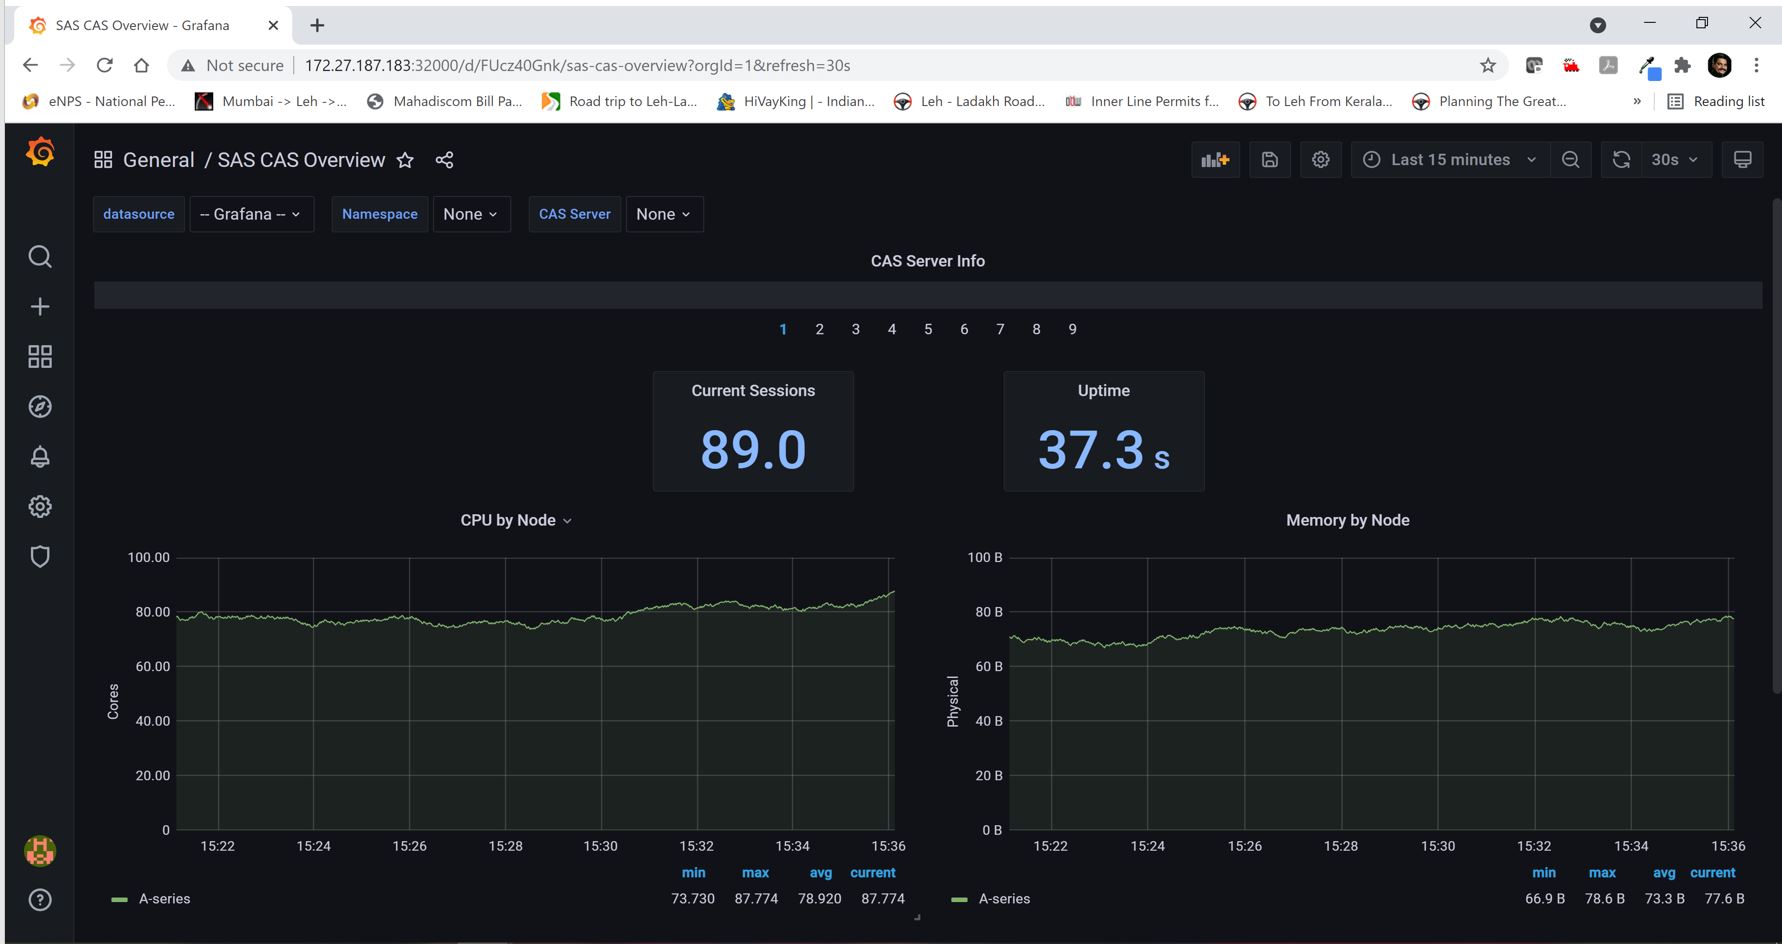 SAS CAS Overview - Grafana
Not secure 172.27.187.183:32000/d/FUcz40Gnk/sas-cas-overview?orgId=1&refresh=30s
eNPS - National Pe... Mumbai -> Leh ->... Mahadiscom Bill Pa... Road trip to Leh-La... HiVayKing | - Indian... Leh - Ladakh Road... Inner Line Permits f... To Leh From Kerala... Planning The Great... » Reading list
General / SAS CAS Overview Last 15 minutes 30s
datasource -- Grafana -- Namespace None CAS Server None
CAS Server Info
1 2 3 4 5 6 7 8 9
Current Sessions
89.0
Uptime
37.3 s
CPU by Node
100.00
80.00
60.00
40.00
20.00
0
Cores
15:22 15:24 15:26 15:28 15:30 15:32 15:34 15:36
min max avg current
A-series 73.730 87.774 78.920 87.774
Memory by Node
100 B
80 B
60 B
40 B
20 B
0 B
Physical
15:22 15:24 15:26 15:28 15:30 15:32 15:34 15:36
min max avg current
A-series 66.9 B 78.6 B 73.3 B 77.6 B